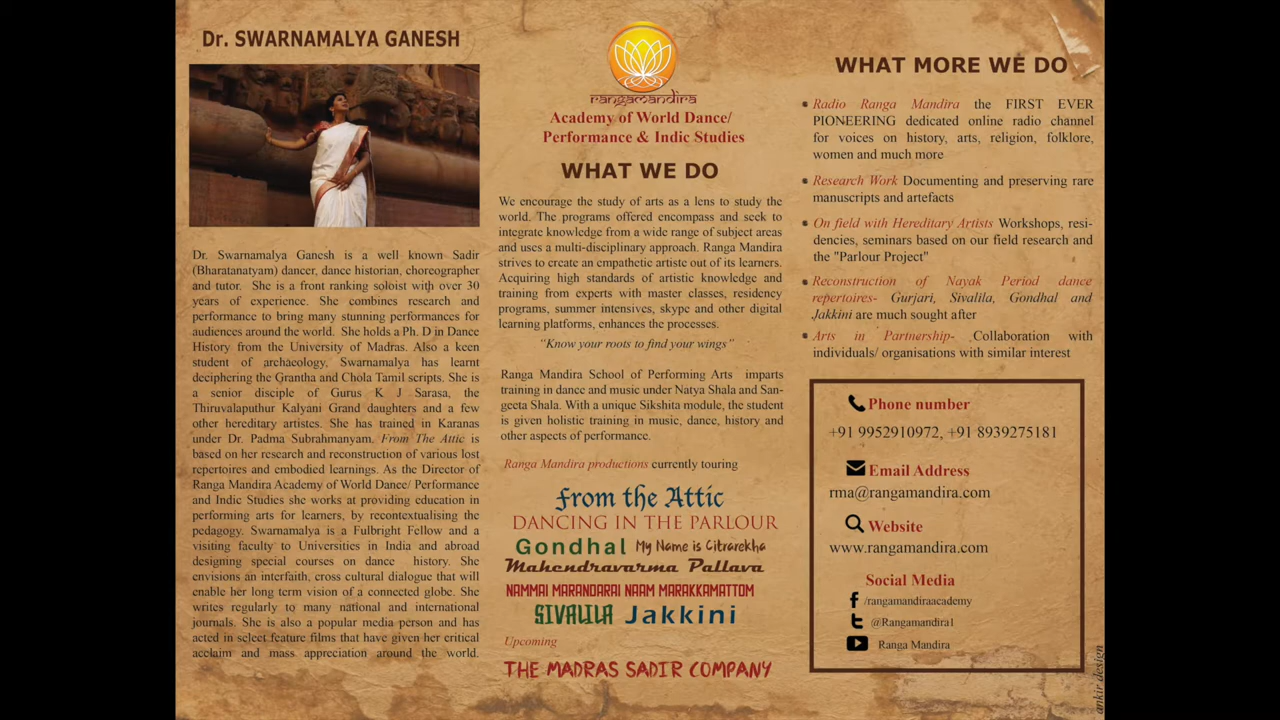 Dr. SWARNAMALYA GANESH
Dr. Swarnamalya Ganesh is a well known Sadir
(Bharatanatyam) dancer, dance historian, choreographer
and tutor. She is a front ranking soloist with over 30
years of experience. She combines research and
performance to bring many stunning performances for
audiences around the world. She holds a Ph. D in Dance
History from the University of Madras. Also a keen
student of archaeology, Swarnamalya has learnt
deciphering the Grantha and Chola Tamil scripts. She is
a senior disciple of Gurus K J Sarasa, the
Thiruvalaputhur Kalyani Grand daughters and a few
other hereditary artistes. She has trained in Karanas
under Dr. Padma Subrahmanyam. From The Attic is
based on her research and reconstruction of various lost
repertoires and embodied learnings. As the Director of
Ranga Mandira Academy of World Dance/ Performance
and Indic Studies she works at providing education in
performing arts for learners, by recontextualising the
pedagogy. Swarnamalya is a Fulbright Fellow and a
visiting faculty to Universities in India and abroad
designing special courses on dance history. She
envisions an interfaith, cross cultural dialogue that will
enable her long term vision of a connected globe. She
writes regularly to many national and international
journals. She is also a popular media person and has
acted in select feature films that have given her critical
acclaim and mass appreciation around the world.
rangamandira
Academy of World Dance/
Performance & Indic Studies
WHAT WE DO
We encourage the study of arts as a lens to study the
world. The programs offered encompass and seek to
integrate knowledge from a wide range of subject areas
and uses a multi-disciplinary approach. Ranga Mandira
strives to create an empathetic artiste out of its learners.
Acquiring high standards of artistic knowledge and
training from experts with master classes, residency
programs, summer intensives, skype and other digital
learning platforms, enhances the processes.
“Know your roots to find your wings”
Ranga Mandira School of Performing Arts imparts
training in dance and music under Natya Shala and San-
geeta Shala. With a unique Sikshita module, the student
is given holistic training in music, dance, history and
other aspects of performance.
Ranga Mandira productions currently touring
From the Attic
DANCING IN THE PARLOUR
Gondhal My Name is Citrarekha
Mahendravarma Pallava
NAMMAI MARANDARAI NAAM MARAKKAMATTOM
SIVALILA Jakkini
Upcoming
THE MADRAS SADIR COMPANY
WHAT MORE WE DO
Radio Ranga Mandira the FIRST EVER
PIONEERING dedicated online radio channel
for voices on history, arts, religion, folklore,
women and much more
Research Work Documenting and preserving rare
manuscripts and artefacts
On field with Hereditary Artists Workshops, resi-
dencies, seminars based on our field research and
the "Parlour Project"
Reconstruction of Nayak Period dance
repertoires- Gurjari, Sivalila, Gondhal and
Jakkini are much sought after
Arts in Partnership- Collaboration with
individuals/ organisations with similar interest
Phone number
+91 9952910972, +91 8939275181
Email Address
rma@rangamandira.com
Website
www.rangamandira.com
Social Media
/rangamandiraacademy
@Rangamandira1
Ranga Mandira
ankir design